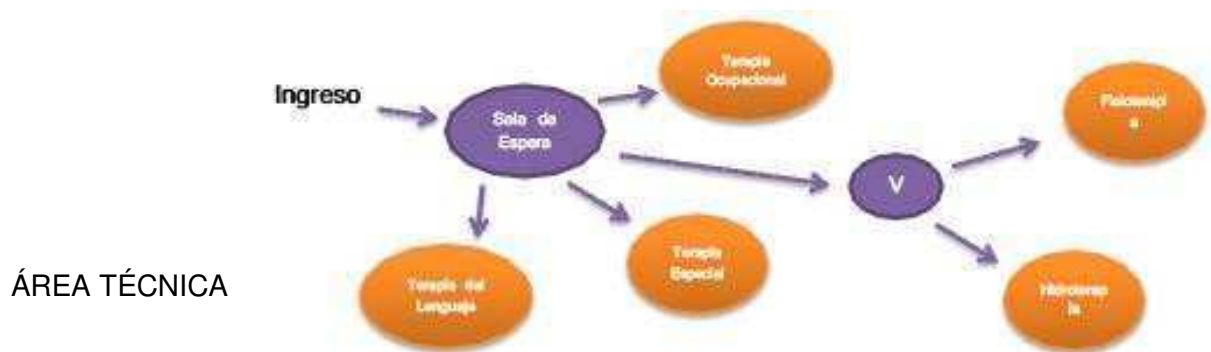 Ingreso
Sala de
Espera
Terapia
Ocupacional
Fisioterapi
a
V
Terapia del
Lenguaje
Terapia
Especial
Hidroterap
ia
ÁREA TÉCNICA